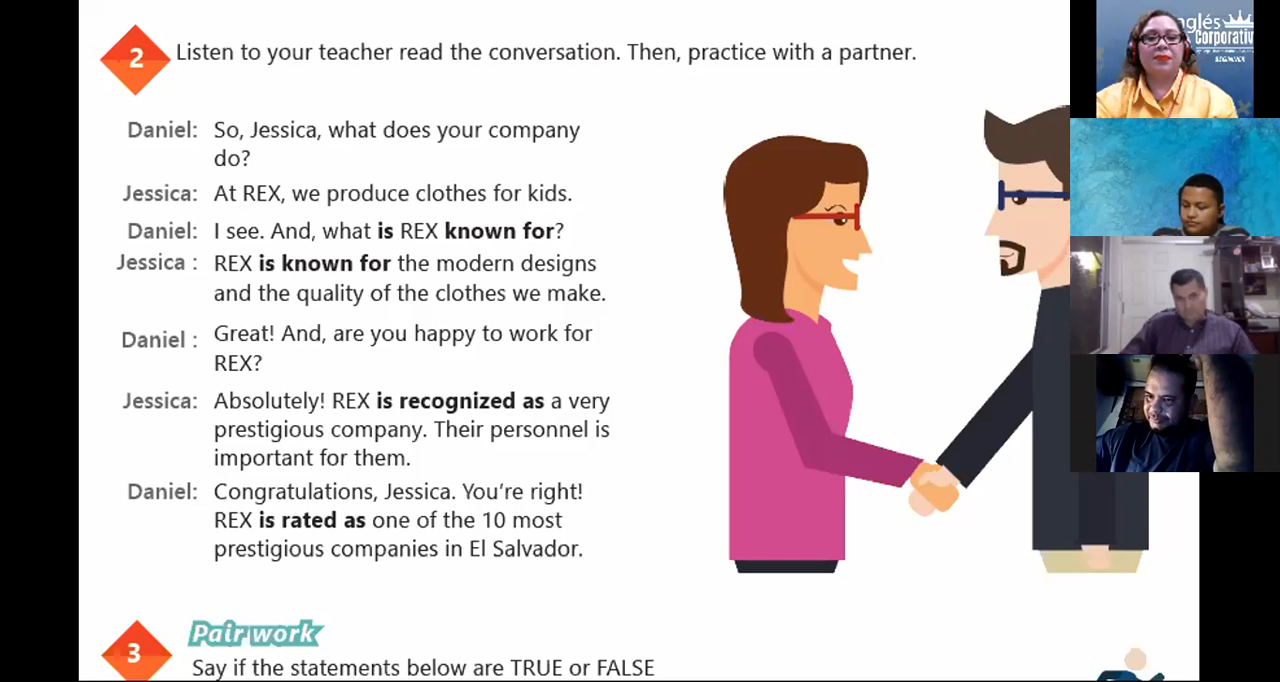 2 Listen to your teacher read the conversation. Then, practice with a partner.
Daniel: So, Jessica, what does your company
do?
Jessica: At REX, we produce clothes for kids.
Daniel: I see. And, what is REX known for?
Jessica : REX is known for the modern designs
and the quality of the clothes we make.
Daniel : Great! And, are you happy to work for
REX?
Jessica: Absolutely! REX is recognized as a very
prestigious company. Their personnel is
important for them.
Daniel: Congratulations, Jessica. You’re right!
REX is rated as one of the 10 most
prestigious companies in El Salvador.
3 Pair work
Say if the statements below are TRUE or FALSE